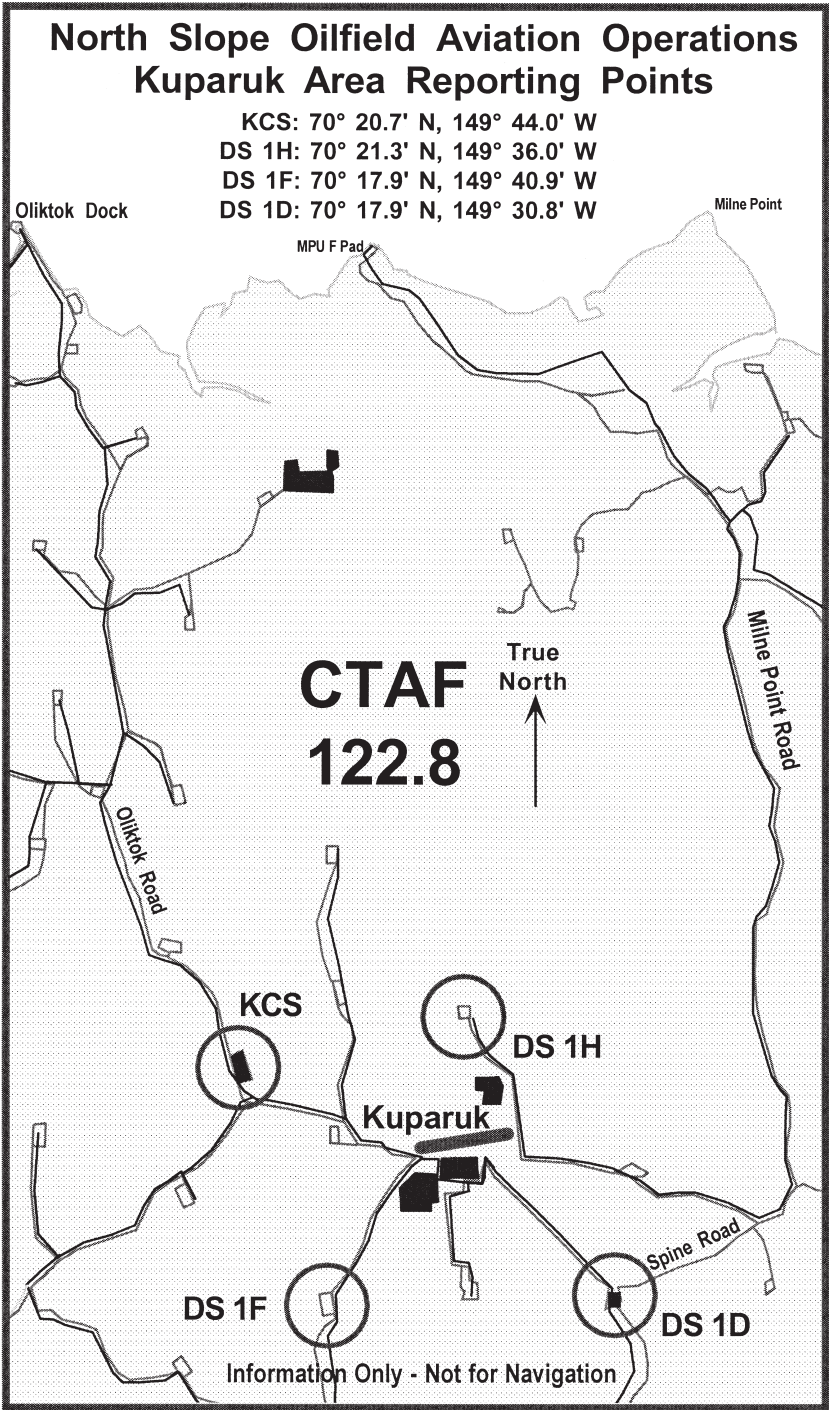 North Slope Oilfield Aviation Operations
Kuparuk Area Reporting Points
KCS: 70° 20.7' N, 149° 44.0' W
DS 1H: 70° 21.3' N, 149° 36.0' W
DS 1F: 70° 17.9' N, 149° 40.9' W
DS 1D: 70° 17.9' N, 149° 30.8' W
Oliktok Dock
Milne Point
MPU F Pad
CTAF
122.8
True
North
Milne Point Road
Oliktok Road
KCS
DS 1H
Kuparuk
Spine Road
DS 1F
DS 1D
Information Only - Not for Navigation